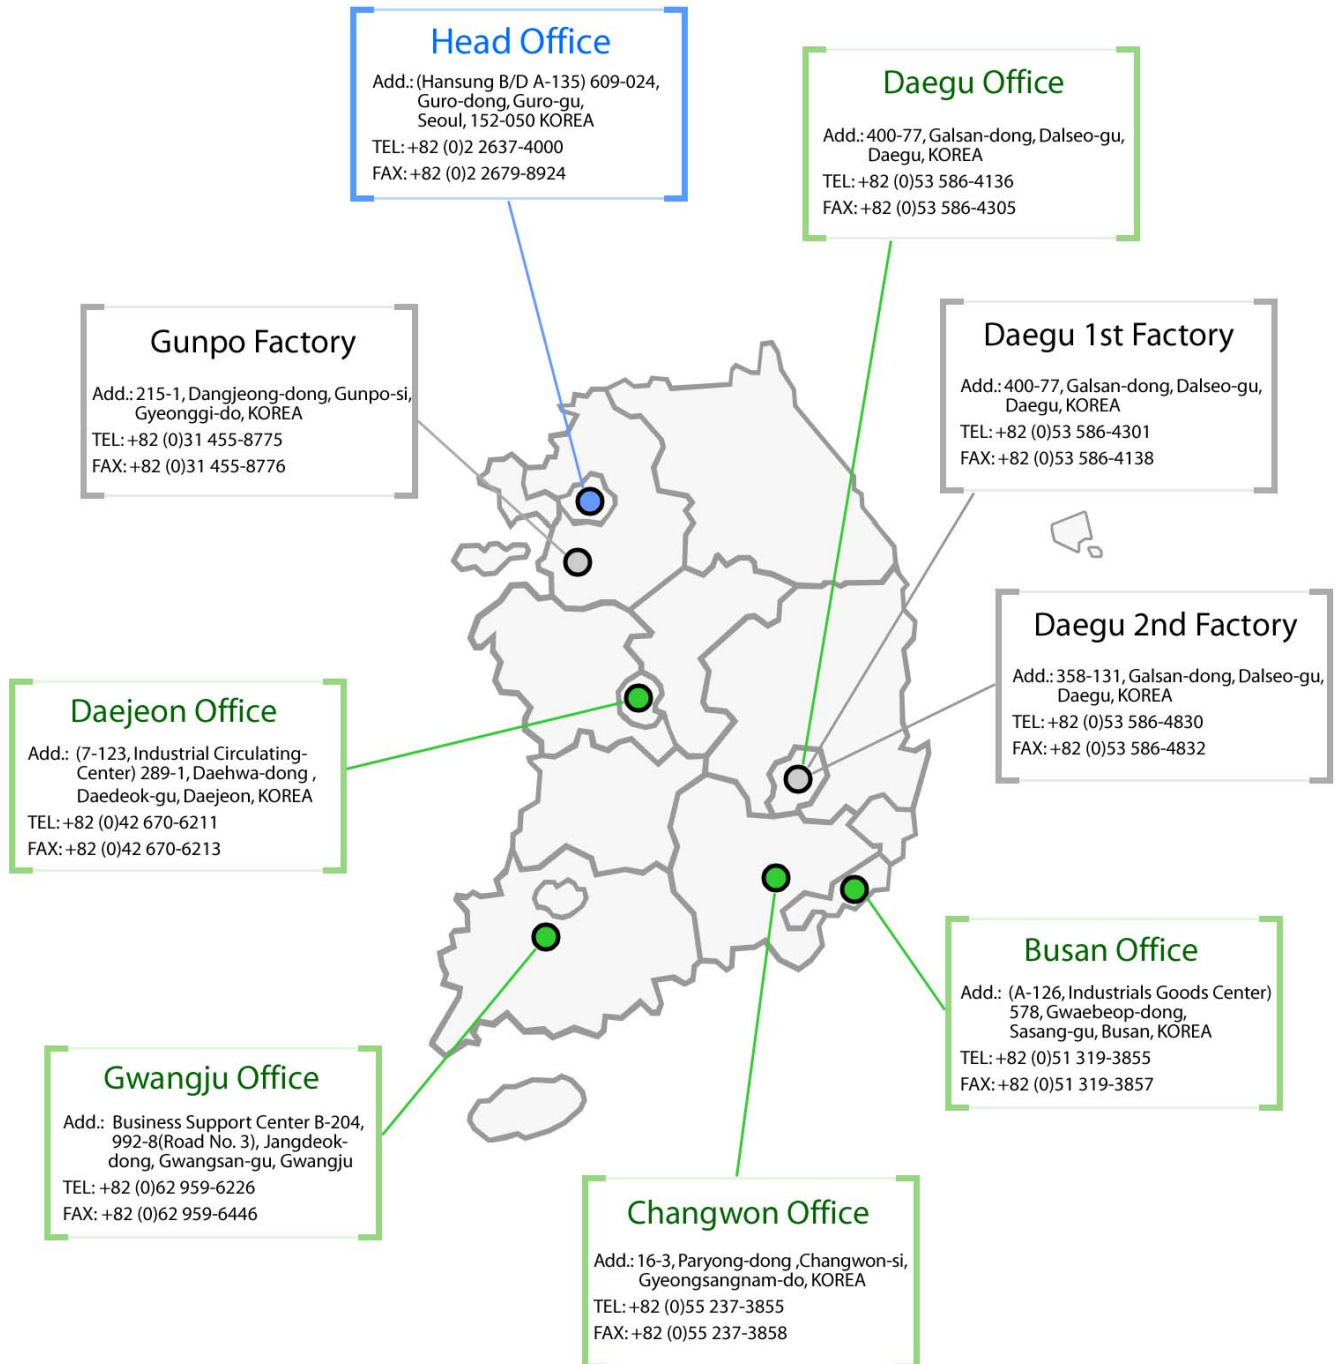 Head Office
Add.: (Hansung B/D A-135) 609-024,
Guro-dong, Guro-gu,
Seoul, 152-050 KOREA
TEL: +82 (0)2 2637-4000
FAX: +82 (0)2 2679-8924
Daegu Office
Add.: 400-77, Galsan-dong, Dalseo-gu,
Daegu, KOREA
TEL: +82 (0)53 586-4136
FAX: +82 (0)53 586-4305
Gunpo Factory
Add.: 215-1, Dangjeong-dong, Gunpo-si,
Gyeonggi-do, KOREA
TEL: +82 (0)31 455-8775
FAX: +82 (0)31 455-8776
Daegu 1st Factory
Add.: 400-77, Galsan-dong, Dalseo-gu,
Daegu, KOREA
TEL: +82 (0)53 586-4301
FAX: +82 (0)53 586-4138
Daegu 2nd Factory
Add.: 358-131, Galsan-dong, Dalseo-gu,
Daegu, KOREA
TEL: +82 (0)53 586-4830
FAX: +82 (0)53 586-4832
Daejeon Office
Add.: (7-123, Industrial Circulating-
Center) 289-1, Daehwa-dong ,
Daedeok-gu, Daejeon, KOREA
TEL: +82 (0)42 670-6211
FAX: +82 (0)42 670-6213
Busan Office
Add.: (A-126, Industrials Goods Center)
578, Gwaebeop-dong,
Sasang-gu, Busan, KOREA
TEL: +82 (0)51 319-3855
FAX: +82 (0)51 319-3857
Gwangju Office
Add.: Business Support Center B-204,
992-8(Road No. 3), Jangdeok-
dong, Gwangsan-gu, Gwangju
TEL: +82 (0)62 959-6226
FAX: +82 (0)62 959-6446
Changwon Office
Add.: 16-3, Paryong-dong ,Changwon-si,
Gyeongsangnam-do, KOREA
TEL: +82 (0)55 237-3855
FAX: +82 (0)55 237-3858